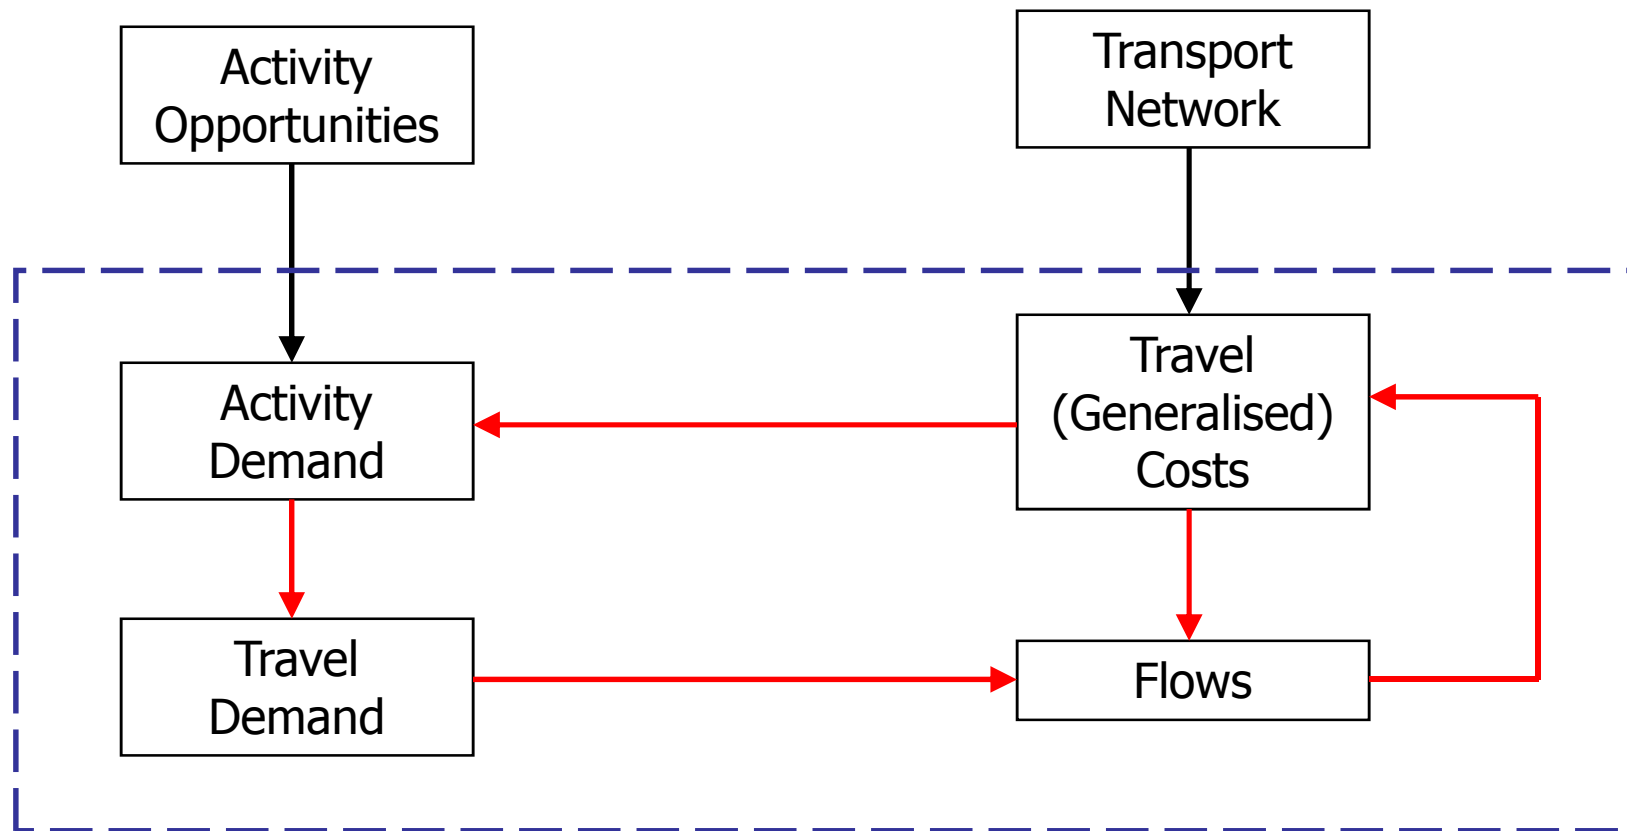 Activity
Opportunities
Transport
Network
Activity
Demand
Travel
(Generalised)
Costs
Travel
Demand
Flows